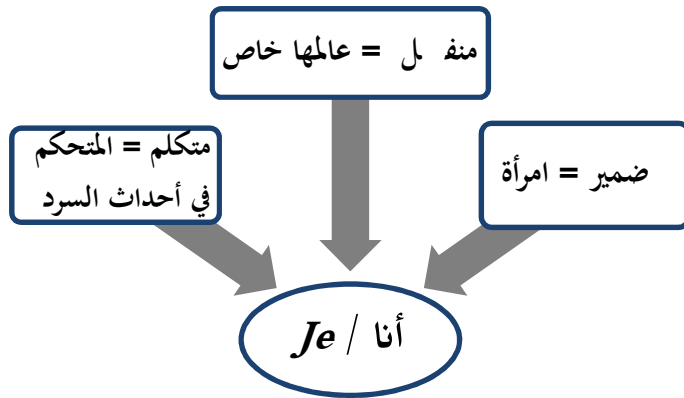 منف ل = عالمها خاص
ضمير = امرأة
متكلم = المتحكم
في أحداث السرد
أنا / Je